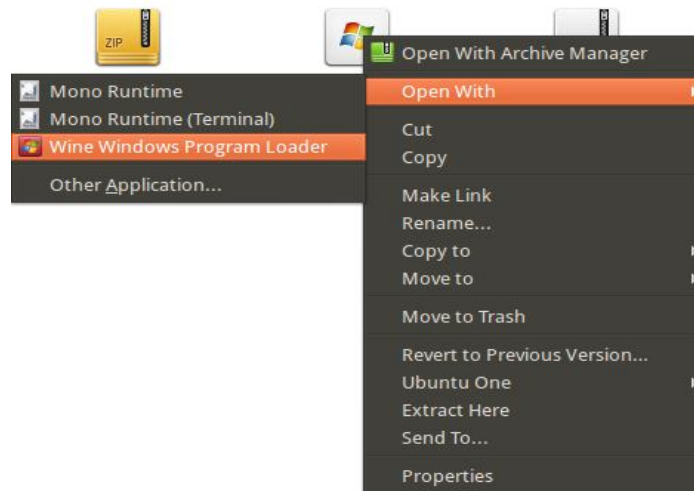 ZIP
Open With Archive Manager
Open With
Cut
Copy
Make Link
Rename...
Copy to
Move to
Move to Trash
Revert to Previous Version...
Ubuntu One
Extract Here
Send To...
Properties
Mono Runtime
Mono Runtime (Terminal)
Wine Windows Program Loader
Other Application...